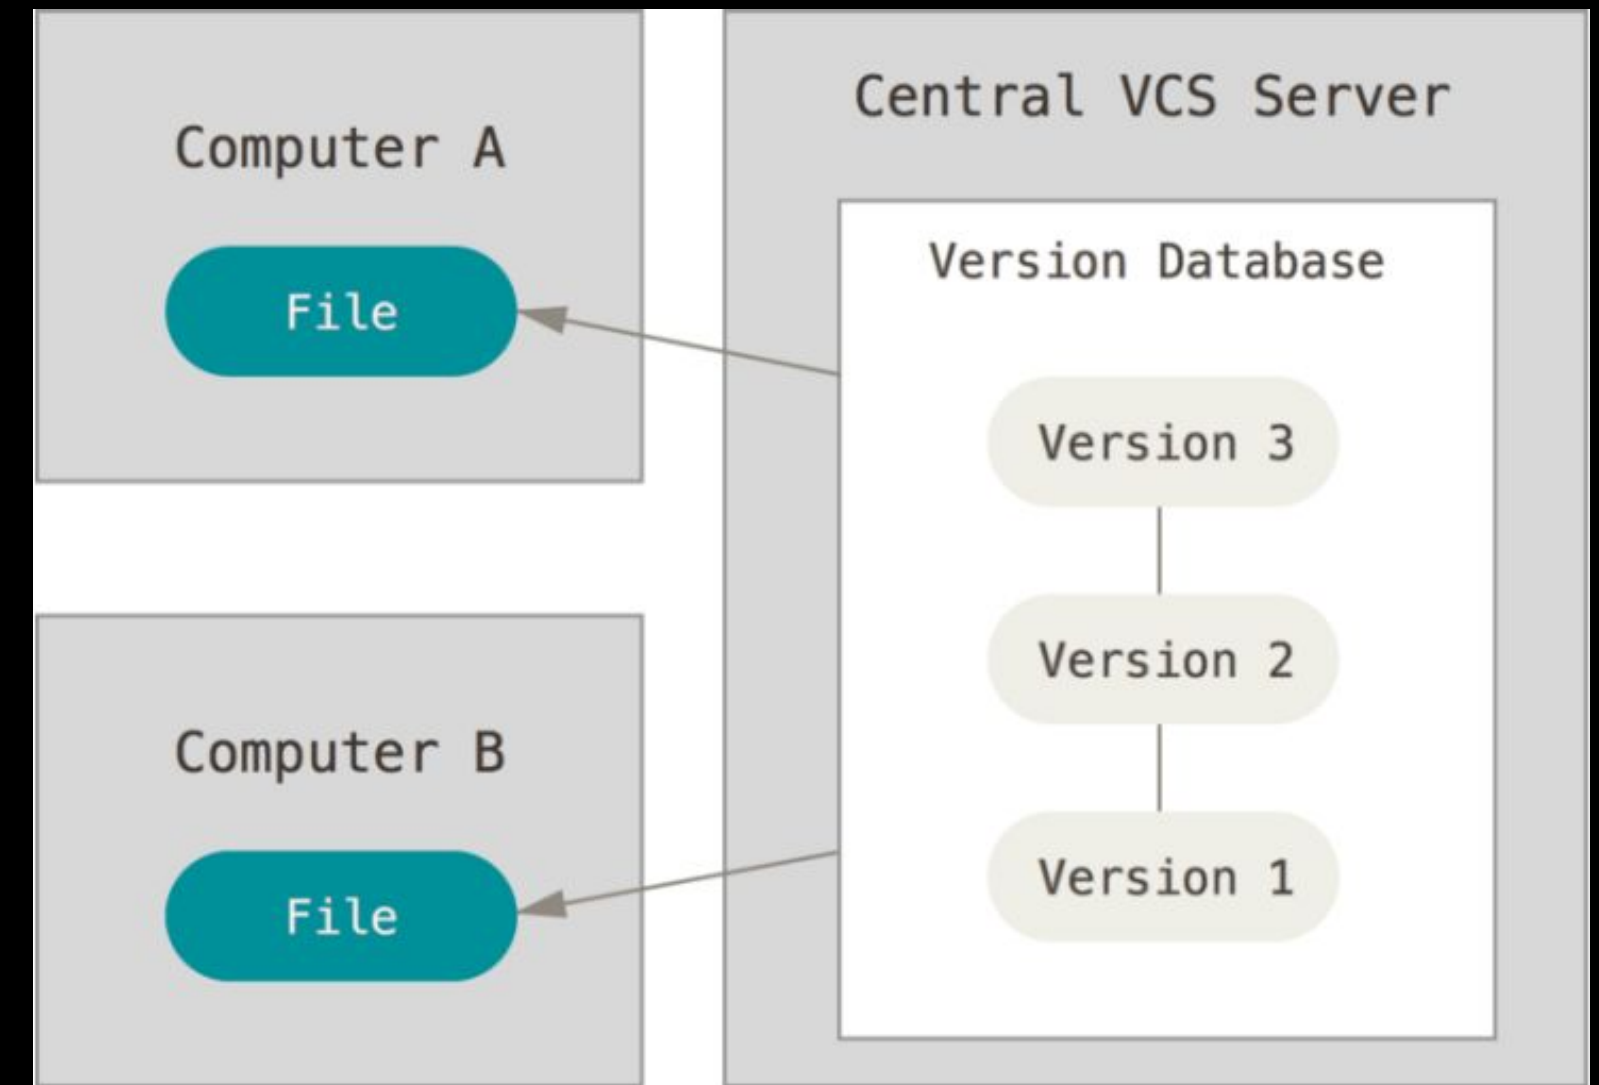 Computer A
File
Computer B
File
Central VCS Server
Version Database
Version 3
Version 2
Version 1